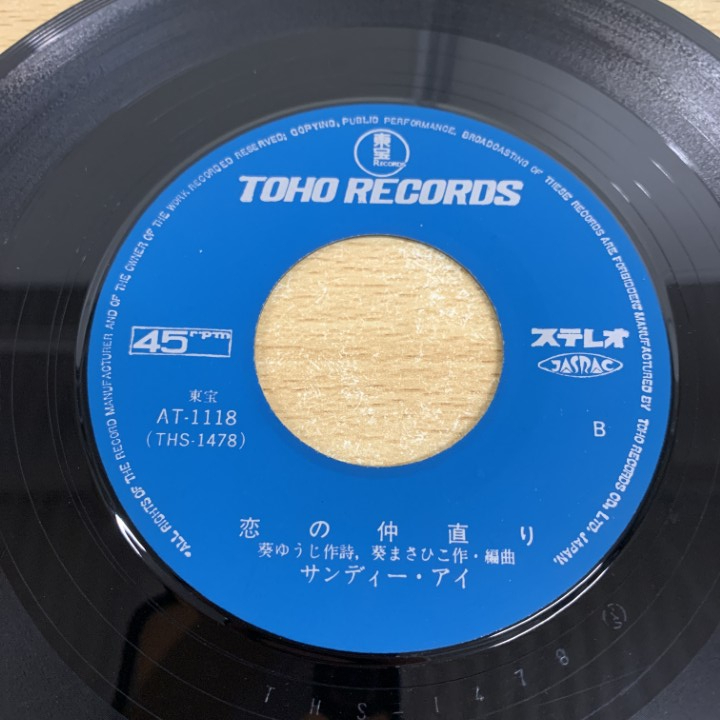 *ALL RIGHTS OF THE RECORD MANUFACTURER AND OF THE OWNER OF THE WORK RECORDED RESERVED; COPYING, PUBLIC PERFORMANCE, BROADCASTING OF THESE RECORDS ARE FORBIDDEN! MANUFACTURED BY TOHO RECORDS CO., LTD. JAPAN.
東宝
RECORDS
TOHO RECORDS
45rpm
ステレオ
JASRAC
東宝
AT-1118
(THS-1478)
B
恋の仲直り
葵ゆうじ作詩, 葵まさひこ作・編曲
サンディー・アイ
THS-1478